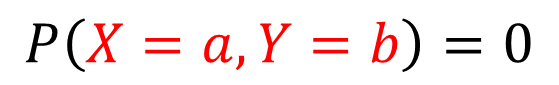 P(X = a, Y = b) = 0